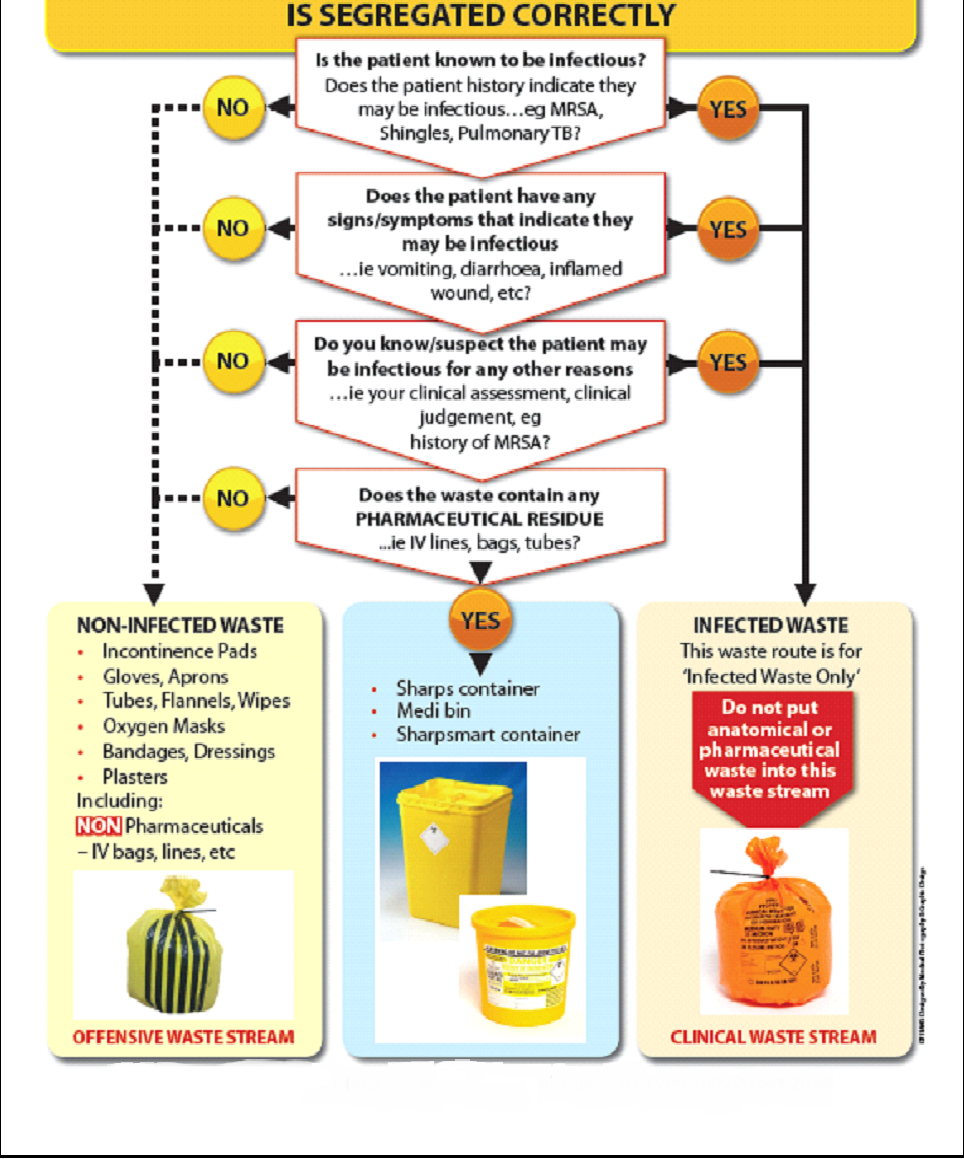 IS SEGREGATED CORRECTLY
Is the patient known to be infectious?
Does the patient history indicate they
may be infectious...eg MRSA,
Shingles, Pulmonary TB?
NO
YES
Does the patient have any
signs/symptoms that indicate they
may be infectious
...ie vomiting, diarrhoea, inflamed
wound, etc?
NO
YES
Do you know/suspect the patient may
be infectious for any other reasons
...ie your clinical assessment, clinical
judgement, eg
history of MRSA?
NO
YES
Does the waste contain any
PHARMACEUTICAL RESIDUE
...ie IV lines, bags, tubes?
NO
YES
NON-INFECTED WASTE
• Incontinence Pads
• Gloves, Aprons
• Tubes, Flannels, Wipes
• Oxygen Masks
• Bandages, Dressings
• Plasters
Including:
NON Pharmaceuticals
– IV bags, lines, etc
OFFENSIVE WASTE STREAM
• Sharps container
• Medi bin
• Sharpsmart container
DANGER
INFECTED WASTE
This waste route is for
'Infected Waste Only'
Do not put
anatomical or
pharmaceutical
waste into this
waste stream
CLINICAL WASTE STREAM